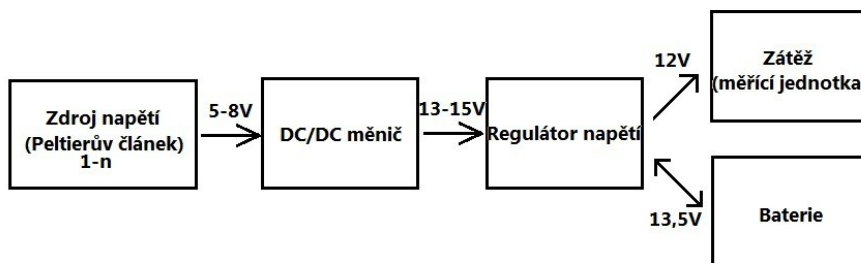 Zdroj napětí
(Peltierův článek)
1-n
5-8V
DC/DC měnič
13-15V
Regulátor napětí
12V
Zátěž
(měřící jednotka
13,5V
Baterie